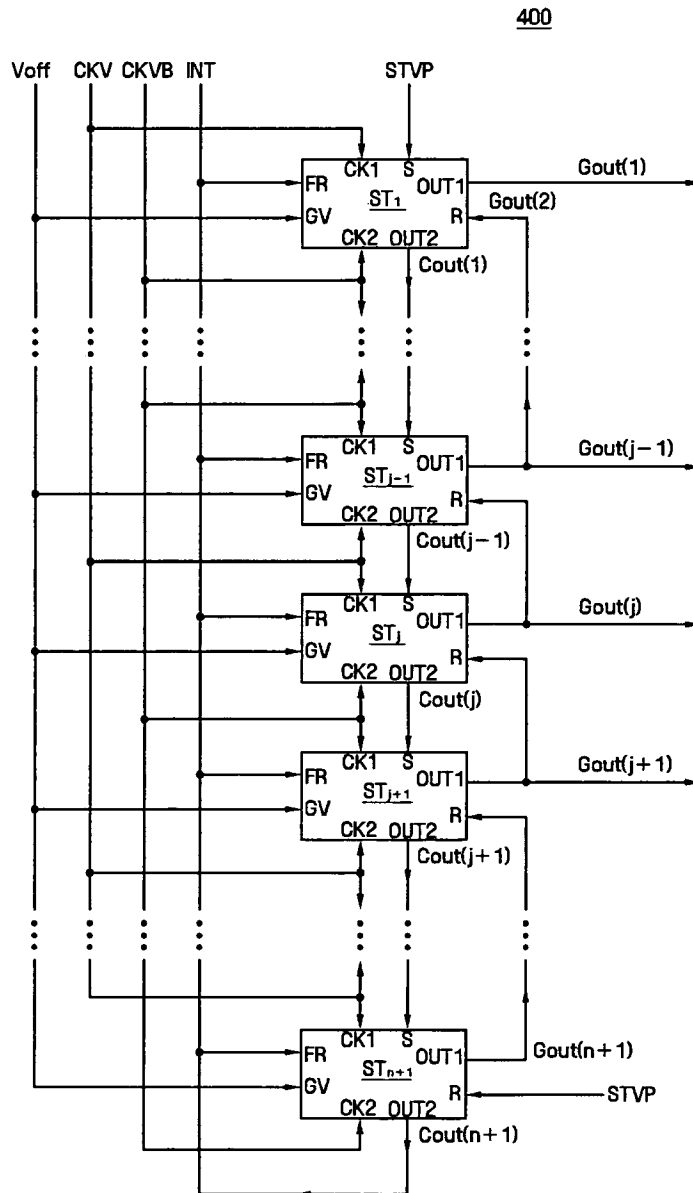 400
Voff CKV CKVB INT STVP
CK1 S
FR OUT1 Gout(1)
ST1 Gout(2)
GV R
CK2 OUT2
Cout(1)
CK1 S
FR OUT1 Gout(j−1)
STj−1
GV R
CK2 OUT2
Cout(j−1)
CK1 S
FR OUT1 Gout(j)
STj
GV R
CK2 OUT2
Cout(j)
CK1 S
FR OUT1 Gout(j+1)
STj+1
GV R
CK2 OUT2
Cout(j+1)
CK1 S
FR OUT1 Gout(n+1)
STn+1
GV R STVP
CK2 OUT2
Cout(n+1)